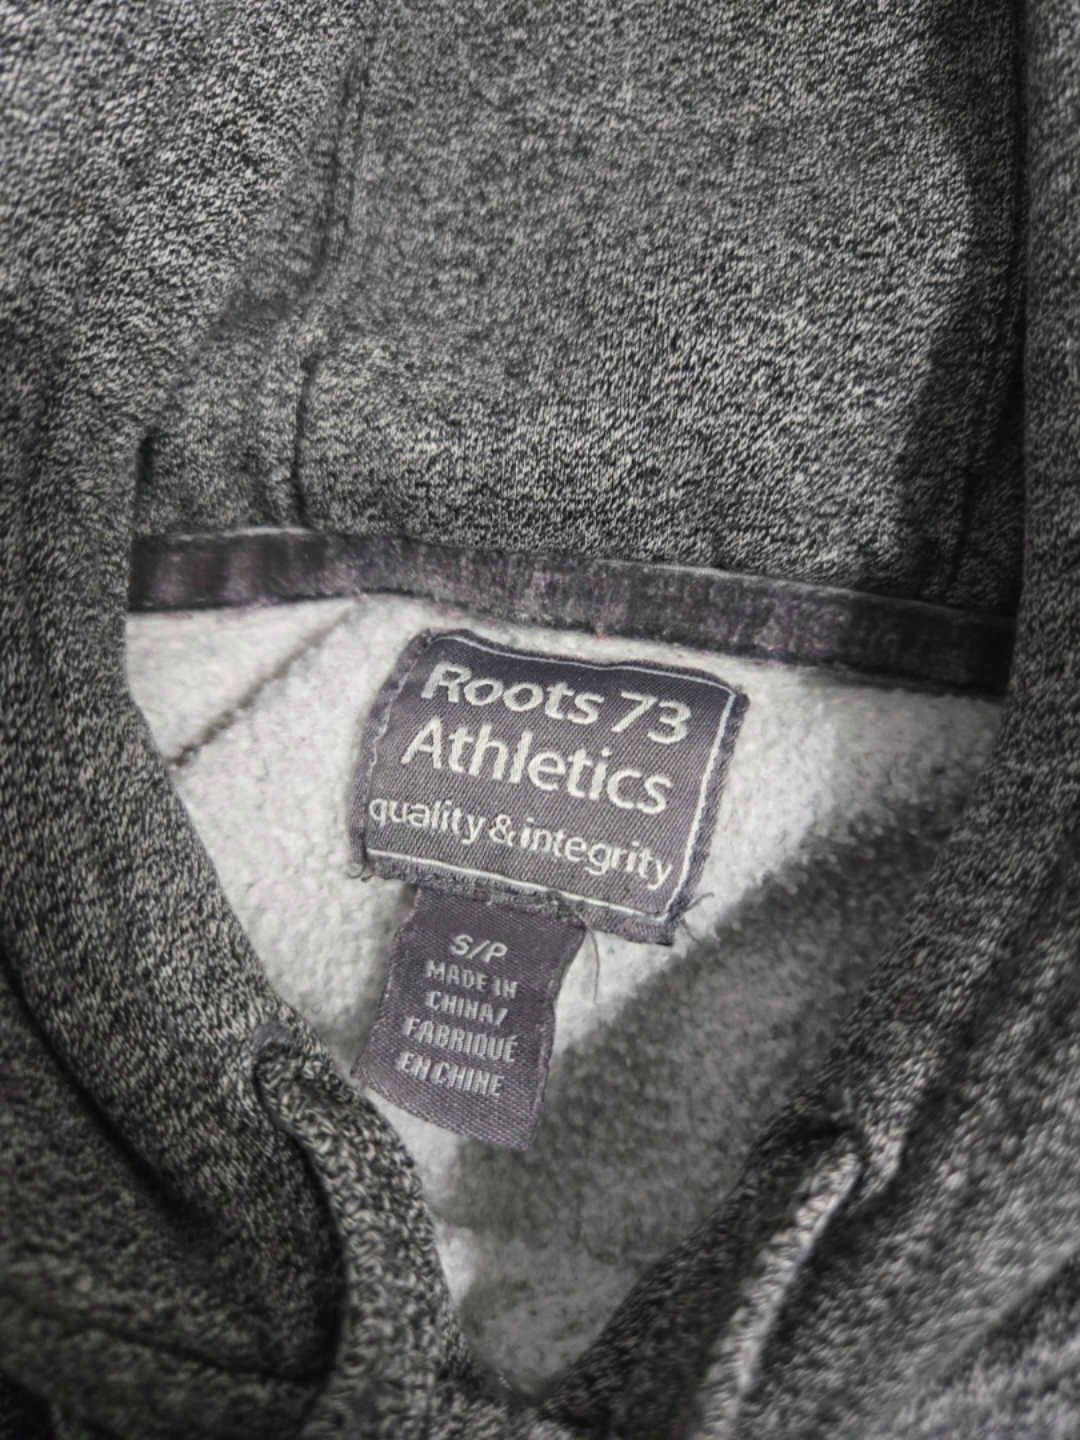 Roots 73
Athletics
quality & integrity
S/P
MADE IN
CHINA/
FABRIQUÉ
EN CHINE